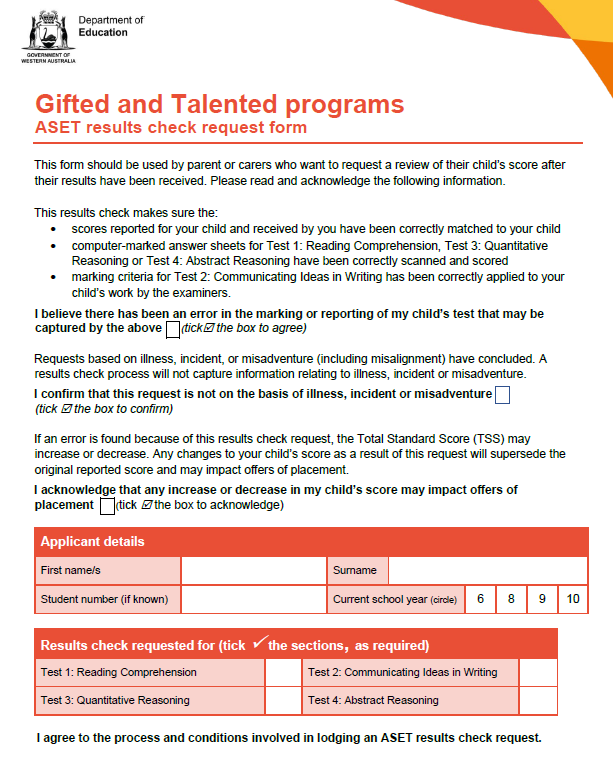 Department of
Education
GOVERNMENT OF
WESTERN AUSTRALIA
Gifted and Talented programs
ASET results check request form
This form should be used by parent or carers who want to request a review of their child's score after
their results have been received. Please read and acknowledge the following information.
This results check makes sure the:
• scores reported for your child and received by you have been correctly matched to your child
• computer-marked answer sheets for Test 1: Reading Comprehension, Test 3: Quantitative
Reasoning or Test 4: Abstract Reasoning have been correctly scanned and scored
• marking criteria for Test 2: Communicating Ideas in Writing has been correctly applied to your
child's work by the examiners.
I believe there has been an error in the marking or reporting of my child's test that may be
captured by the above ☐ (tick☑ the box to agree)
Requests based on illness, incident, or misadventure (including misalignment) have concluded. A
results check process will not capture information relating to illness, incident or misadventure.
I confirm that this request is not on the basis of illness, incident or misadventure ☐
(tick ☑ the box to confirm)
If an error is found because of this results check request, the Total Standard Score (TSS) may
increase or decrease. Any changes to your child's score as a result of this request will supersede the
original reported score and may impact offers of placement.
I acknowledge that any increase or decrease in my child's score may impact offers of
placement ☐ (tick ☑ the box to acknowledge)
Applicant details
First name/s Surname
Student number (if known) Current school year (circle) 6 8 9 10
Results check requested for (tick ✓ the sections, as required)
Test 1: Reading Comprehension Test 2: Communicating Ideas in Writing
Test 3: Quantitative Reasoning Test 4: Abstract Reasoning
I agree to the process and conditions involved in lodging an ASET results check request.